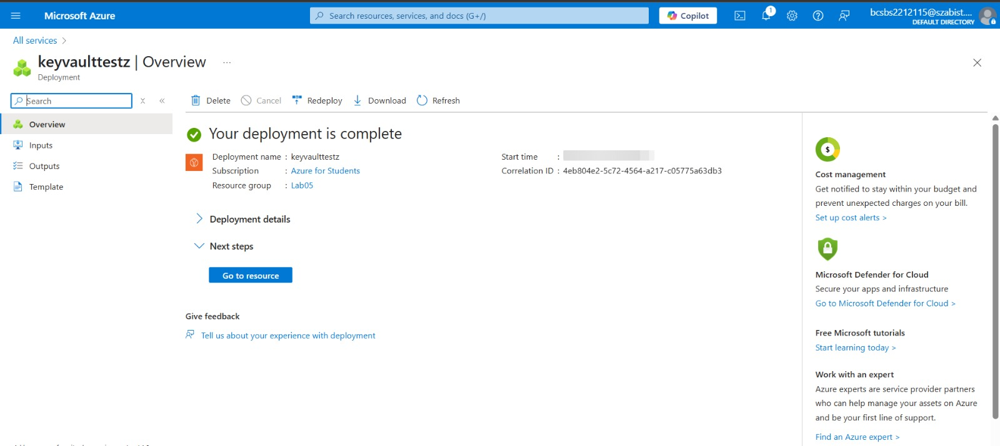 Microsoft Azure
Search resources, services, and docs (G+/)
Copilot
1
bcsbs2212115@szabist....
DEFAULT DIRECTORY
All services >
keyvaulttestz | Overview ...
Deployment
Search
Overview
Inputs
Outputs
Template
Delete Cancel Redeploy Download Refresh
Your deployment is complete
Deployment name : keyvaulttestz
Subscription : Azure for Students
Resource group : Lab05
Start time :
Correlation ID : 4eb804e2-5c72-4564-a217-c05775a63db3
Deployment details
Next steps
Go to resource
Give feedback
Tell us about your experience with deployment
$
Cost management
Get notified to stay within your budget and
prevent unexpected charges on your bill.
Set up cost alerts >
Microsoft Defender for Cloud
Secure your apps and infrastructure
Go to Microsoft Defender for Cloud >
Free Microsoft tutorials
Start learning today >
Work with an expert
Azure experts are service provider partners
who can help manage your assets on Azure
and be your first line of support.
Find an Azure expert >